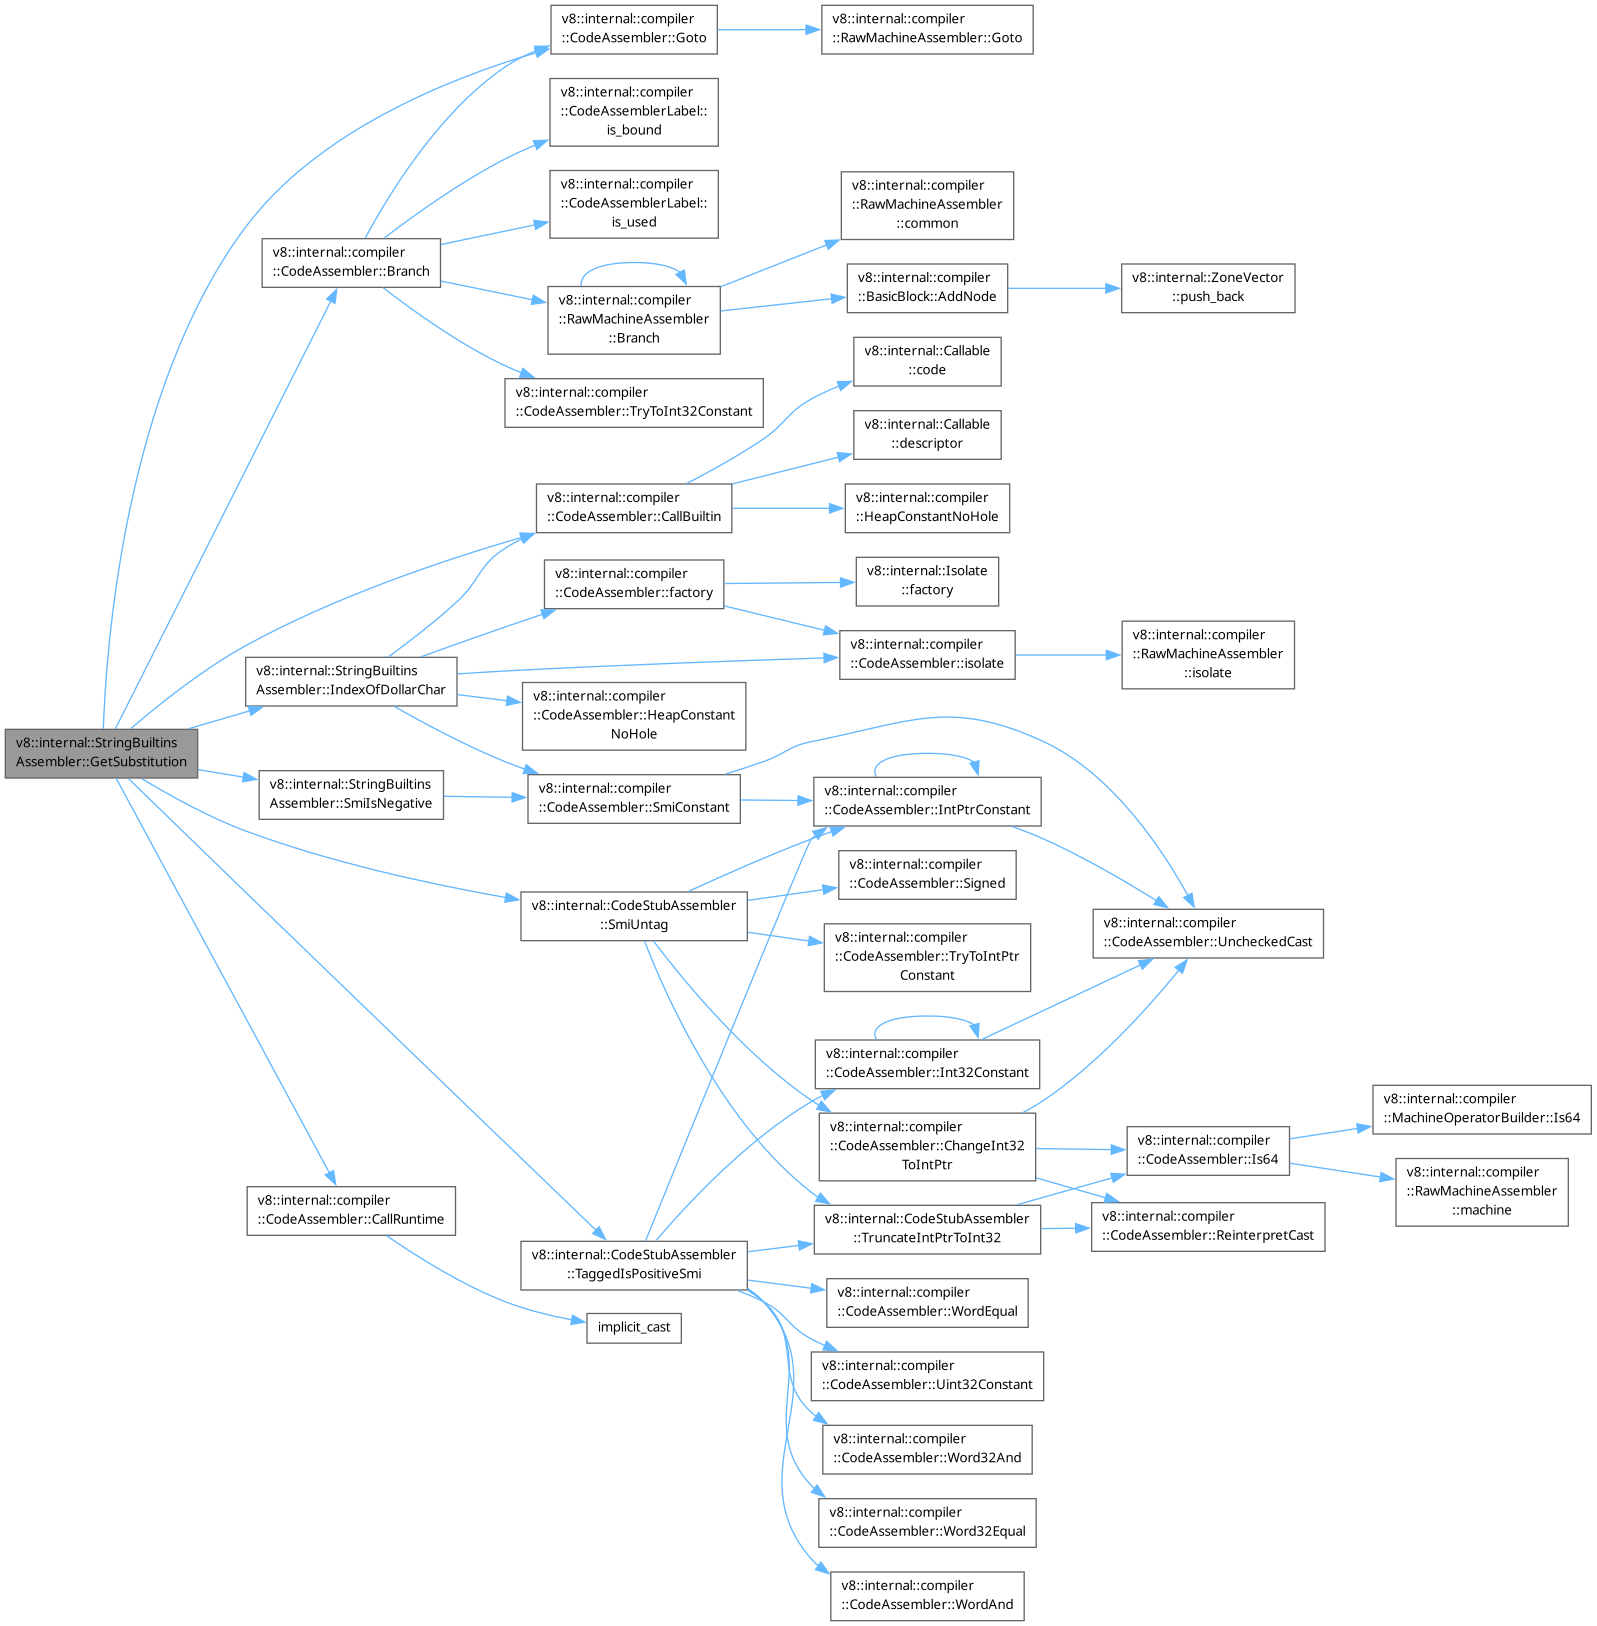 v8::internal::compiler
::CodeAssembler::Goto
v8::internal::compiler
::RawMachineAssembler::Goto
v8::internal::compiler
::CodeAssemblerLabel::
is_bound
v8::internal::compiler
::CodeAssemblerLabel::
is_used
v8::internal::compiler
::RawMachineAssembler
::common
v8::internal::compiler
::CodeAssembler::Branch
v8::internal::compiler
::BasicBlock::AddNode
v8::internal::ZoneVector
::push_back
v8::internal::compiler
::RawMachineAssembler
::Branch
v8::internal::Callable
::code
v8::internal::compiler
::CodeAssembler::TryToInt32Constant
v8::internal::Callable
::descriptor
v8::internal::compiler
::CodeAssembler::CallBuiltin
v8::internal::compiler
::HeapConstantNoHole
v8::internal::compiler
::CodeAssembler::factory
v8::internal::Isolate
::factory
v8::internal::compiler
::CodeAssembler::isolate
v8::internal::compiler
::RawMachineAssembler
::isolate
v8::internal::StringBuiltins
Assembler::IndexOfDollarChar
v8::internal::compiler
::CodeAssembler::HeapConstant
NoHole
v8::internal::StringBuiltins
Assembler::GetSubstitution
v8::internal::StringBuiltins
Assembler::SmiIsNegative
v8::internal::compiler
::CodeAssembler::SmiConstant
v8::internal::compiler
::CodeAssembler::IntPtrConstant
v8::internal::compiler
::CodeAssembler::Signed
v8::internal::CodeStubAssembler
::SmiUntag
v8::internal::compiler
::CodeAssembler::UncheckedCast
v8::internal::compiler
::CodeAssembler::TryToIntPtr
Constant
v8::internal::compiler
::CodeAssembler::Int32Constant
v8::internal::compiler
::MachineOperatorBuilder::Is64
v8::internal::compiler
::CodeAssembler::ChangeInt32
ToIntPtr
v8::internal::compiler
::CodeAssembler::Is64
v8::internal::compiler
::RawMachineAssembler
::machine
v8::internal::compiler
::CodeAssembler::CallRuntime
v8::internal::CodeStubAssembler
::TruncateIntPtrToInt32
v8::internal::compiler
::CodeAssembler::ReinterpretCast
v8::internal::CodeStubAssembler
::TaggedIsPositiveSmi
v8::internal::compiler
::CodeAssembler::WordEqual
implicit_cast
v8::internal::compiler
::CodeAssembler::Uint32Constant
v8::internal::compiler
::CodeAssembler::Word32And
v8::internal::compiler
::CodeAssembler::Word32Equal
v8::internal::compiler
::CodeAssembler::WordAnd